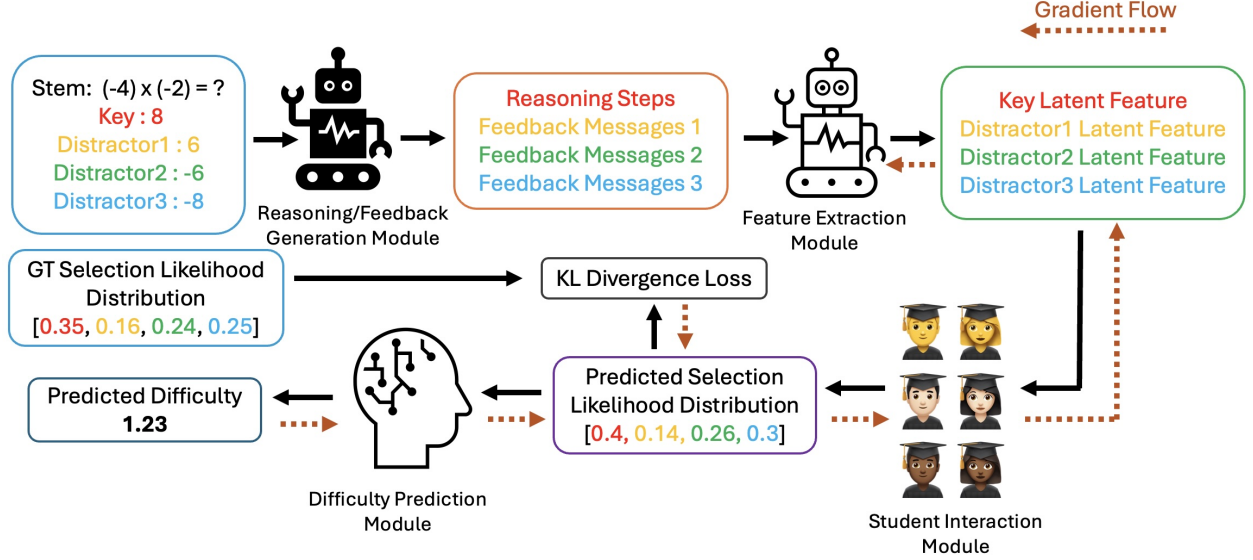 Gradient Flow
Stem: (-4) x (-2) = ?
Key : 8
Distractor1 : 6
Distractor2 : -6
Distractor3 : -8
Reasoning/Feedback
Generation Module
Reasoning Steps
Feedback Messages 1
Feedback Messages 2
Feedback Messages 3
Feature Extraction
Module
Key Latent Feature
Distractor1 Latent Feature
Distractor2 Latent Feature
Distractor3 Latent Feature
GT Selection Likelihood
Distribution
[0.35, 0.16, 0.24, 0.25]
KL Divergence Loss
Predicted Difficulty
1.23
Difficulty Prediction
Module
Predicted Selection
Likelihood Distribution
[0.4, 0.14, 0.26, 0.3]
Student Interaction
Module